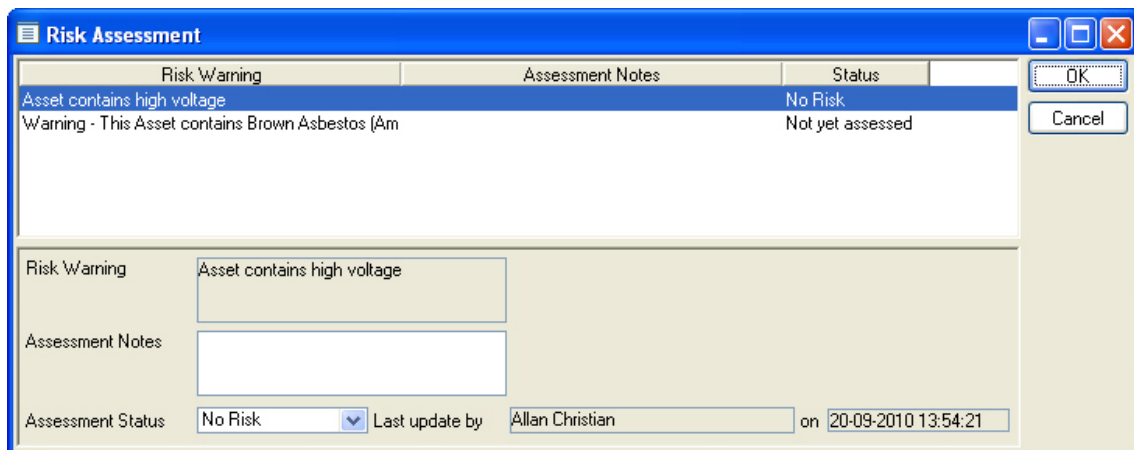 Risk Assessment
Risk Warning Assessment Notes Status
OK
Asset contains high voltage No Risk
Warning - This Asset contains Brown Asbestos (Am Not yet assessed
Cancel
Risk Warning Asset contains high voltage
Assessment Notes
Assessment Status No Risk Last update by Allan Christian on 20-09-2010 13:54:21